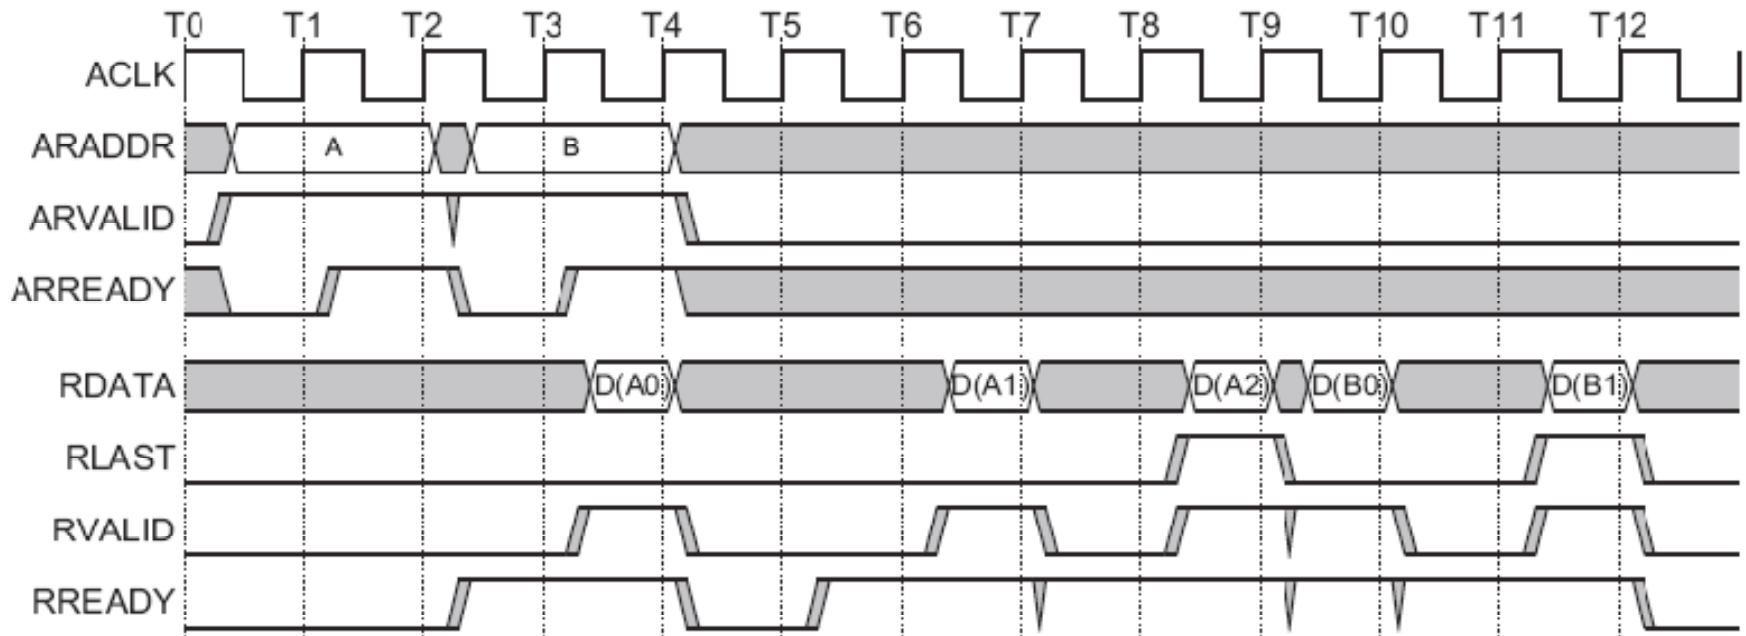 T0 T1 T2 T3 T4 T5 T6 T7 T8 T9 T10 T11 T12
ACLK
ARADDR A B
ARVALID
ARREADY
RDATA D(A0) D(A1) D(A2) D(B0) D(B1)
RLAST
RVALID
RREADY